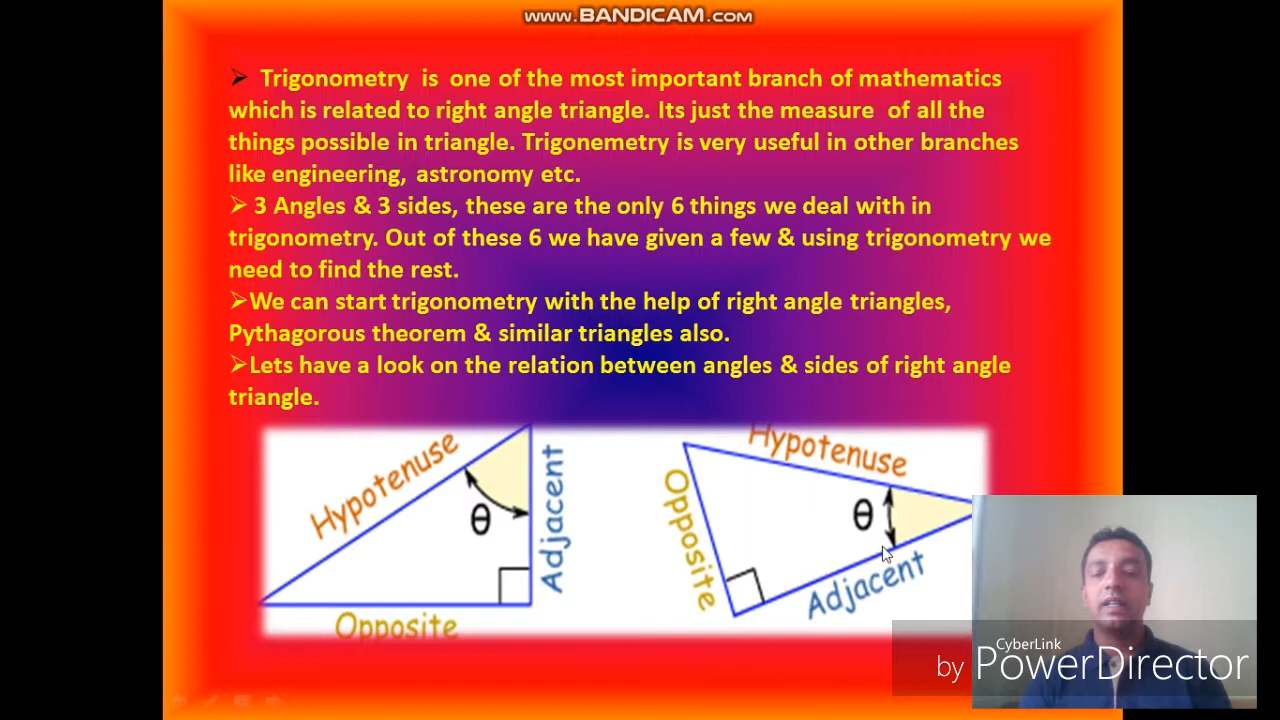 WWW.BANDICAM.COM
➢ Trigonometry is one of the most important branch of mathematics
which is related to right angle triangle. Its just the measure of all the
things possible in triangle. Trigonemetry is very useful in other branches
like engineering, astronomy etc.
➢ 3 Angles & 3 sides, these are the only 6 things we deal with in
trigonometry. Out of these 6 we have given a few & using trigonometry we
need to find the rest.
➢We can start trigonometry with the help of right angle triangles,
Pythagorous theorem & similar triangles also.
➢Lets have a look on the relation between angles & sides of right angle
triangle.
Hypotenuse
θ
Adjacent
Opposite
Hypotenuse
Opposite
θ
Adjacent
CyberLink
by PowerDirector